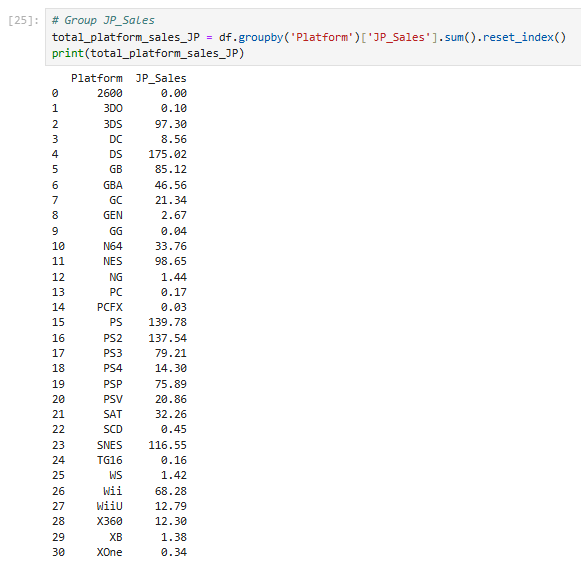 [25]: # Group JP_Sales
total_platform_sales_JP = df.groupby('Platform')['JP_Sales'].sum().reset_index()
print(total_platform_sales_JP)
Platform JP_Sales
0 2600 0.00
1 3DO 0.10
2 3DS 97.30
3 DC 8.56
4 DS 175.02
5 GB 85.12
6 GBA 46.56
7 GC 21.34
8 GEN 2.67
9 GG 0.04
10 N64 33.76
11 NES 98.65
12 NG 1.44
13 PC 0.17
14 PCFX 0.03
15 PS 139.78
16 PS2 137.54
17 PS3 79.21
18 PS4 14.30
19 PSP 75.89
20 PSV 20.86
21 SAT 32.26
22 SCD 0.45
23 SNES 116.55
24 TG16 0.16
25 WS 1.42
26 Wii 68.28
27 WiiU 12.79
28 X360 12.30
29 XB 1.38
30 XOne 0.34